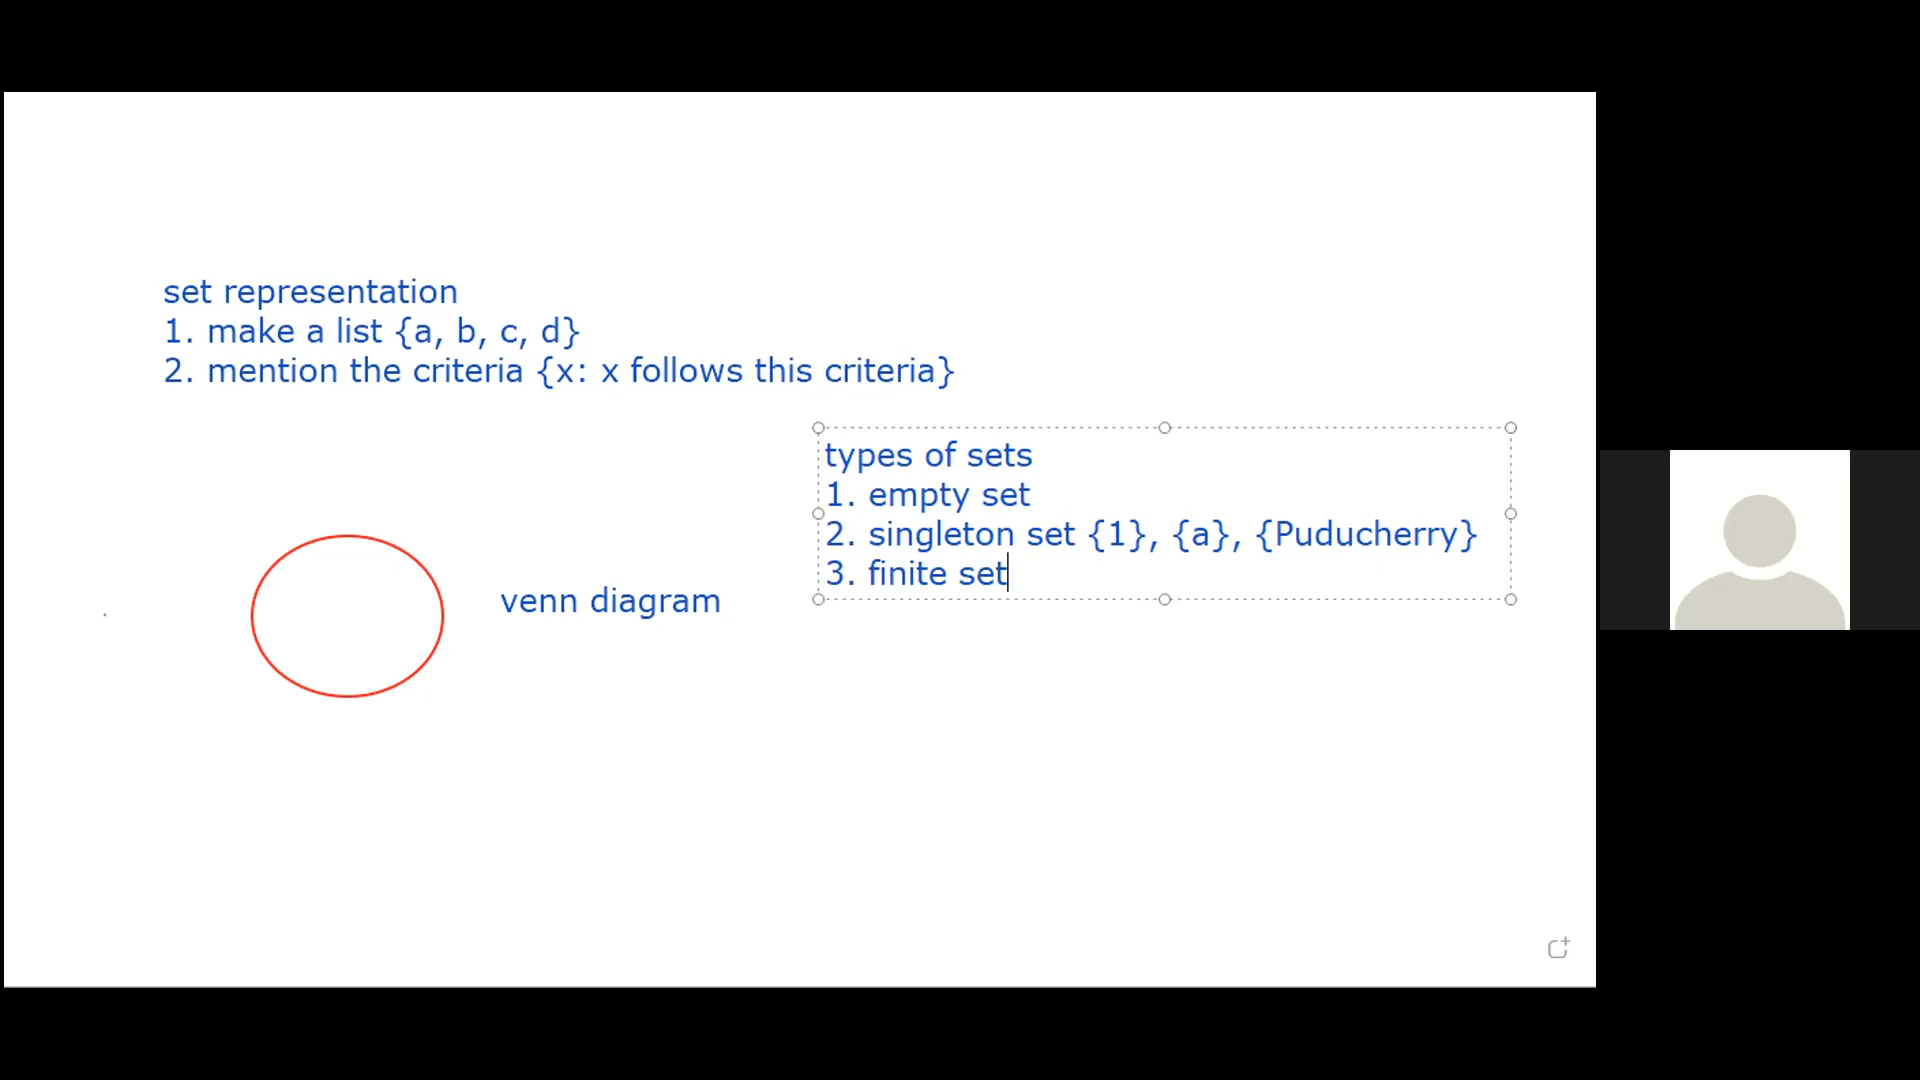 set representation
1. make a list {a, b, c, d}
2. mention the criteria {x: x follows this criteria}
types of sets
1. empty set
2. singleton set {1}, {a}, {Puducherry}
3. finite set
venn diagram